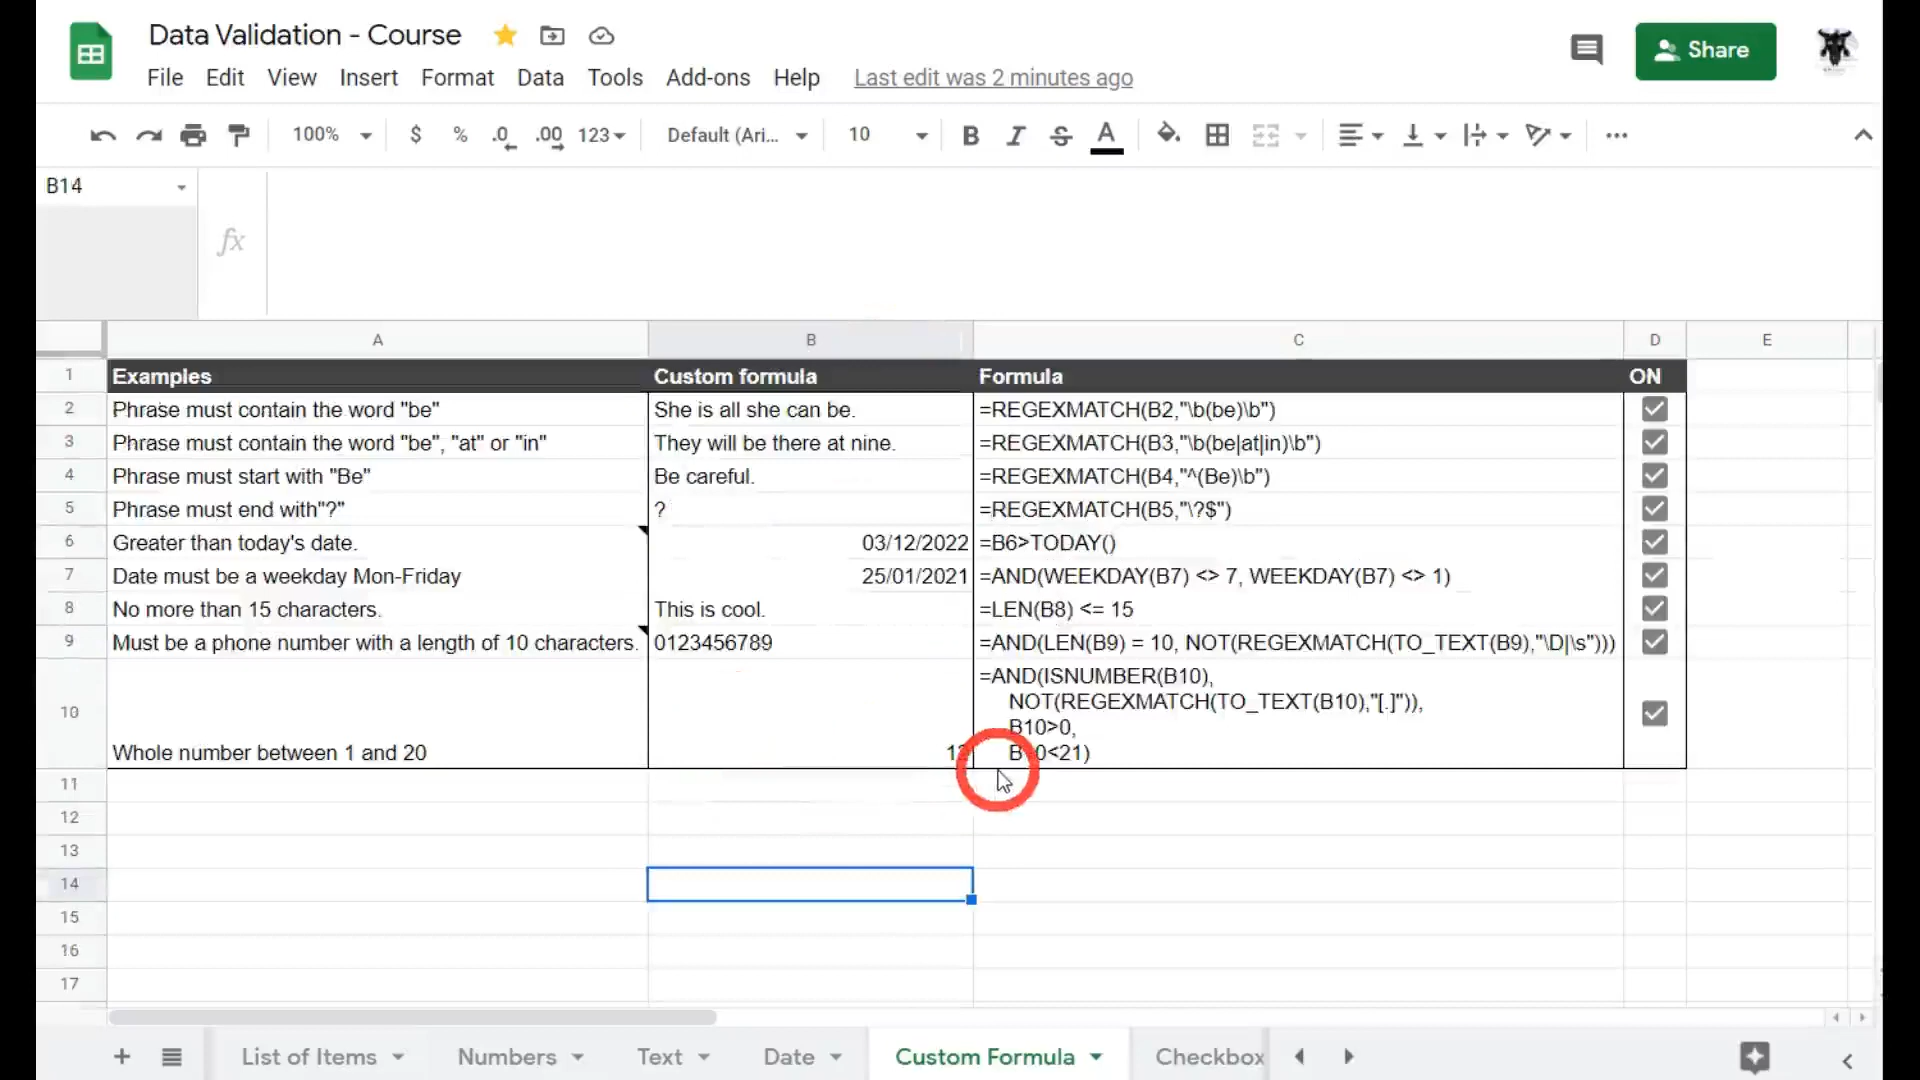 Data Validation - Course
File Edit View Insert Format Data Tools Add-ons Help Last edit was 2 minutes ago
Share
100% $ % .0 .00 123 Default (Ari... 10 B I S A
B14
fx
A B C D E
1 Examples Custom formula Formula ON
2 Phrase must contain the word "be" She is all she can be. =REGEXMATCH(B2,"\b(be)\b")
3 Phrase must contain the word "be", "at" or "in" They will be there at nine. =REGEXMATCH(B3,"\b(be|at|in)\b")
4 Phrase must start with "Be" Be careful. =REGEXMATCH(B4,"^(Be)\b")
5 Phrase must end with"?" ? =REGEXMATCH(B5,"\?$")
6 Greater than today's date. 03/12/2022 =B6>TODAY()
7 Date must be a weekday Mon-Friday 25/01/2021 =AND(WEEKDAY(B7) <> 7, WEEKDAY(B7) <> 1)
8 No more than 15 characters. This is cool. =LEN(B8) <= 15
9 Must be a phone number with a length of 10 characters. 0123456789 =AND(LEN(B9) = 10, NOT(REGEXMATCH(TO_TEXT(B9),"\D|\s")))
=AND(ISNUMBER(B10),
NOT(REGEXMATCH(TO_TEXT(B10),"[.]")),
10 B10>0,
Whole number between 1 and 20 B10<21)
11
12
13
14
15
16
17
+ List of Items Numbers Text Date Custom Formula Checkbox